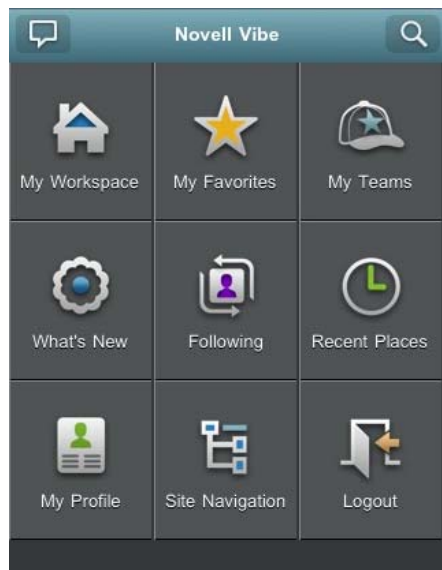 Novell Vibe
My Workspace
My Favorites
My Teams
What's New
Following
Recent Places
My Profile
Site Navigation
Logout